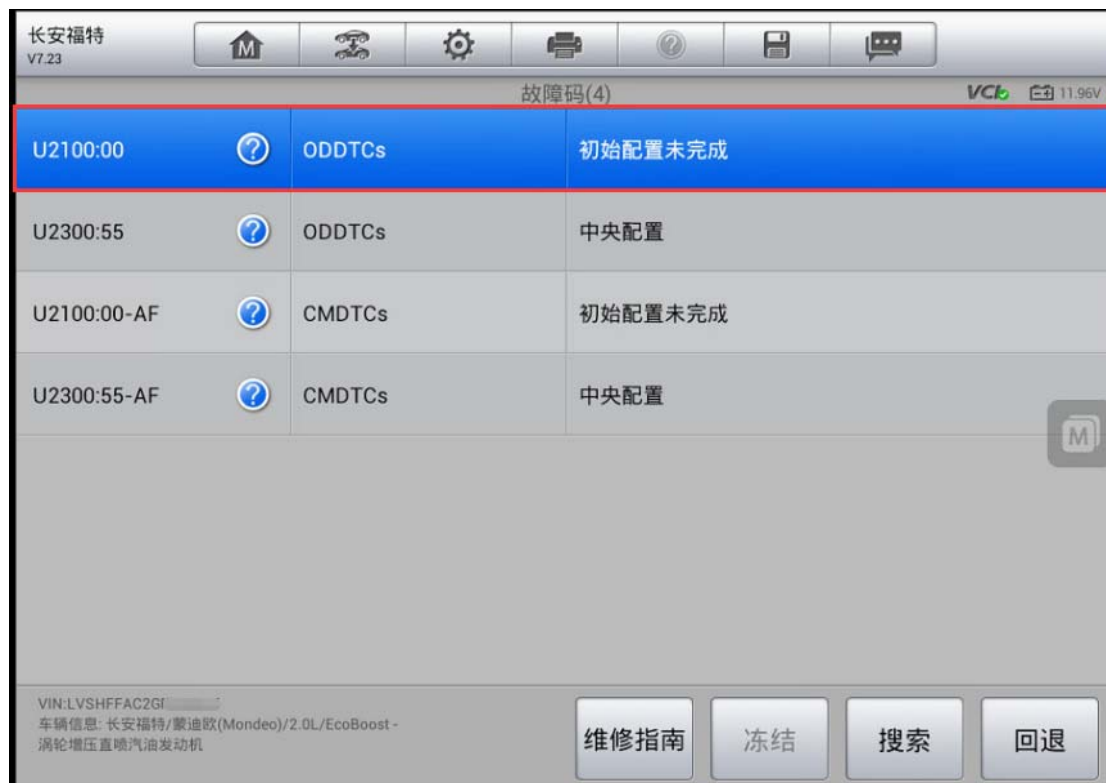 长安福特
V7.23
M
故障码(4)
VCI 11.96V
U2100:00 ODDTCs 初始配置未完成
U2300:55 ODDTCs 中央配置
U2100:00-AF CMDTCs 初始配置未完成
U2300:55-AF CMDTCs 中央配置
M
VIN:LVSHFFAC2G
车辆信息: 长安福特/蒙迪欧(Mondeo)/2.0L/EcoBoost -
涡轮增压直喷汽油发动机
维修指南 冻结 搜索 回退